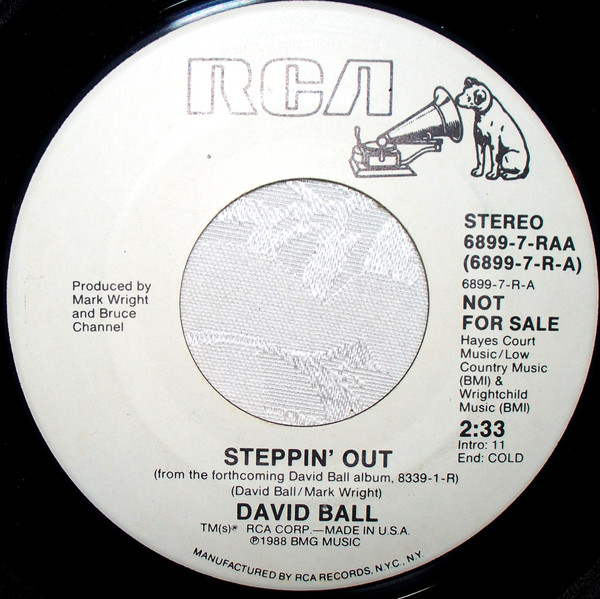 RCA
STEREO
6899-7-RAA
(6899-7-R-A)
6899-7-R-A
NOT
FOR SALE
Hayes Court
Music/Low
Country Music
(BMI) &
Wrightchild
Music (BMI)
2:33
Intro: 11
End: COLD
Produced by
Mark Wright
and Bruce
Channel
STEPPIN' OUT
(from the forthcoming David Ball album, 8339-1-R)
(David Ball/Mark Wright)
DAVID BALL
TM(s)* RCA CORP.—MADE IN U.S.A.
℗1988 BMG MUSIC
MANUFACTURED BY RCA RECORDS, N.Y.C., N.Y.